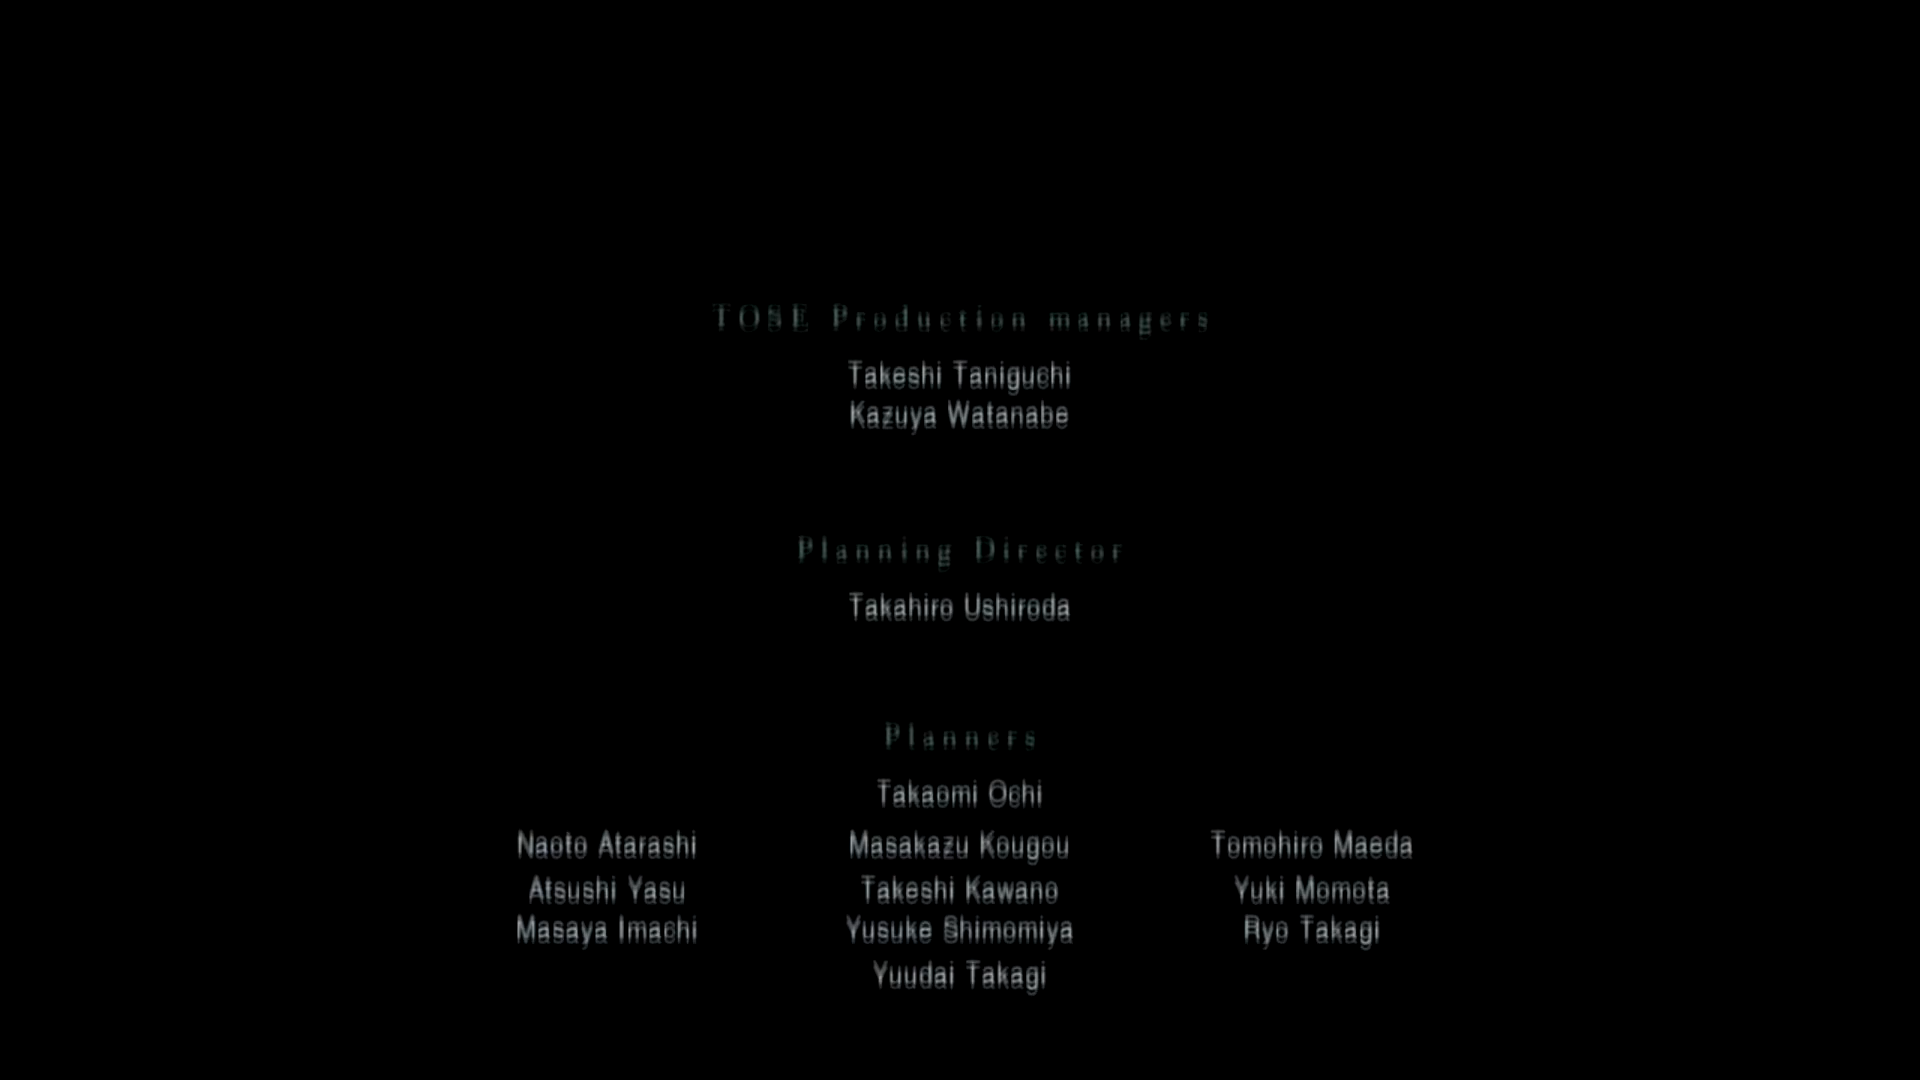 TOSE Production managers
Takeshi Taniguchi
Kazuya Watanabe
Planning Director
Takahiro Ushiroda
Planners
Takaomi Ochi
Naoto Atarashi Masakazu Kougou Tomohiro Maeda
Atsushi Yasu Takeshi Kawano Yuki Momota
Masaya Imachi Yusuke Shimomiya Ryo Takagi
Yuudai Takagi